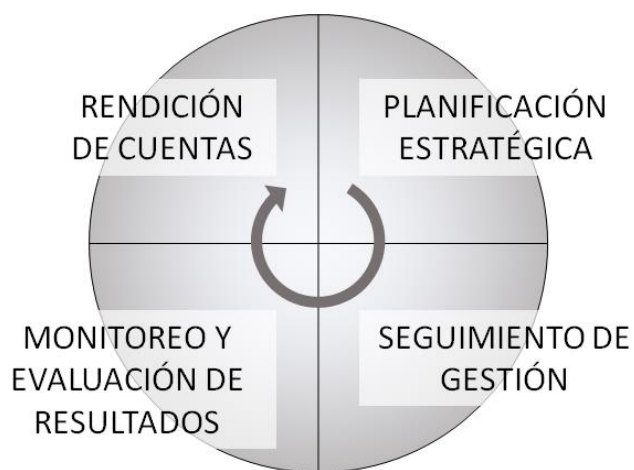 RENDICIÓN
DE CUENTAS
PLANIFICACIÓN
ESTRATÉGICA
MONITOREO Y
EVALUACIÓN DE
RESULTADOS
SEGUIMIENTO DE
GESTIÓN